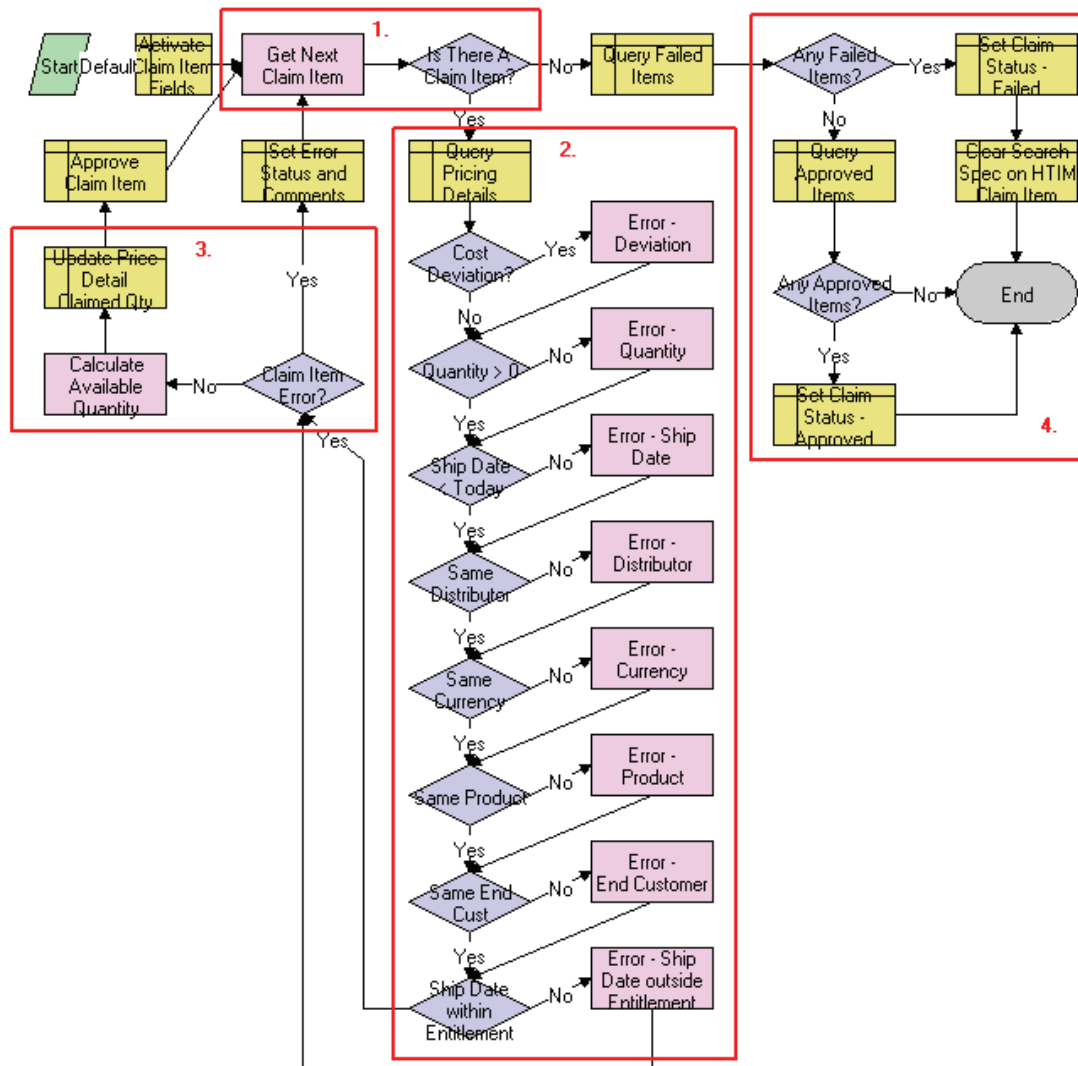 1.
Start
Default
Activate
Claim Item
Fields
Get Next
Claim Item
Is There A
Claim Item?
No
Query Failed
Items
Any Failed
Items?
Yes
Set Claim
Status -
Failed
Yes
No
Approve
Claim Item
Set Error
Status and
Comments
2.
Query
Pricing
Details
Query
Approved
Items
Clear Search
Spec on HTIM
Claim Item
3.
Update Price
Detail
Claimed Qty
Yes
Cost
Deviation?
Yes
Error -
Deviation
Any Approved
Items?
No
End
No
Calculate
Available
Quantity
No
Claim Item
Error?
Yes
Quantity > 0
No
Error -
Quantity
Yes
Set Claim
Status -
Approved
4.
Yes
Ship Date
< Today
No
Error - Ship
Date
Yes
Same
Distributor
No
Error -
Distributor
Yes
Same
Currency
No
Error -
Currency
Yes
Same Product
No
Error -
Product
Yes
Same End
Cust
No
Error -
End Customer
Yes
Ship Date
within
Entitlement
No
Error - Ship
Date outside
Entitlement